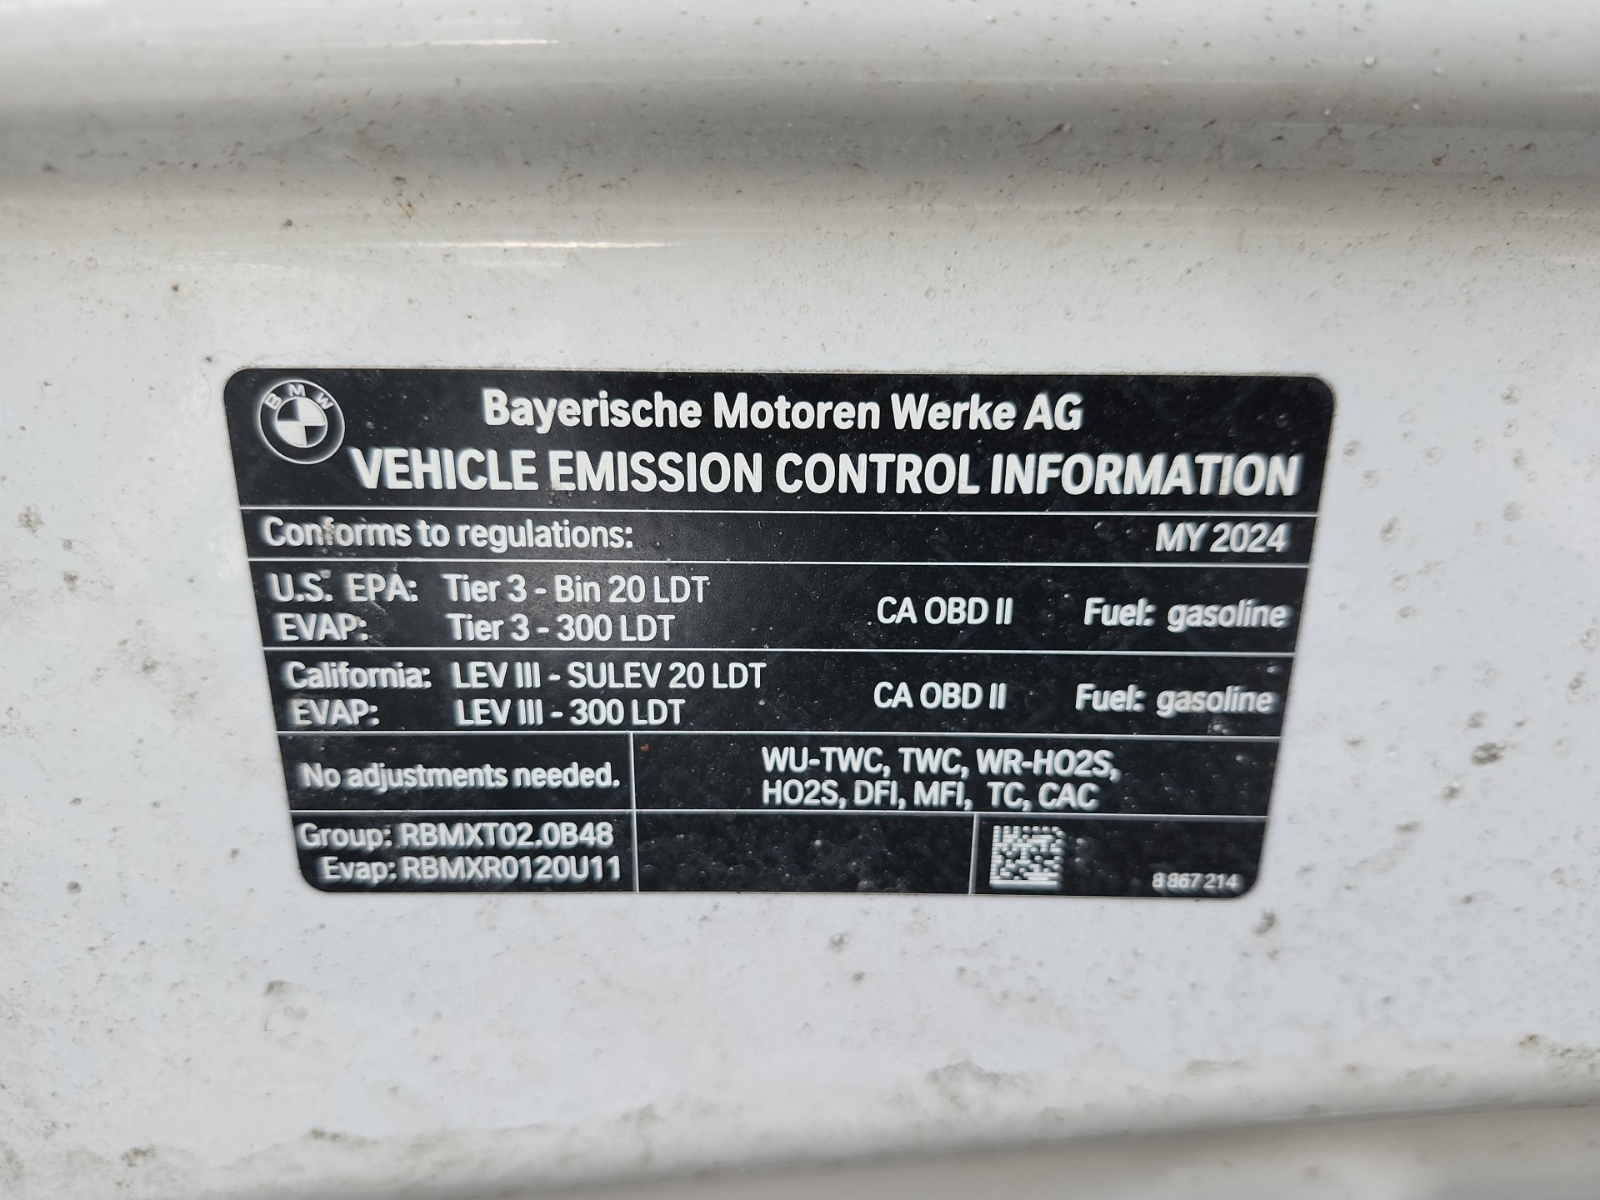 BMW
Bayerische Motoren Werke AG
VEHICLE EMISSION CONTROL INFORMATION
Conforms to regulations: MY 2024
U.S. EPA: Tier 3 - Bin 20 LDT
EVAP: Tier 3 - 300 LDT
CA OBD II Fuel: gasoline
California: LEV III - SULEV 20 LDT
EVAP: LEV III - 300 LDT
CA OBD II Fuel: gasoline
No adjustments needed.
WU-TWC, TWC, WR-HO2S,
HO2S, DFI, MFI, TC, CAC
Group: RBMXT02.0B48
Evap: RBMXR0120U11
8 867 214